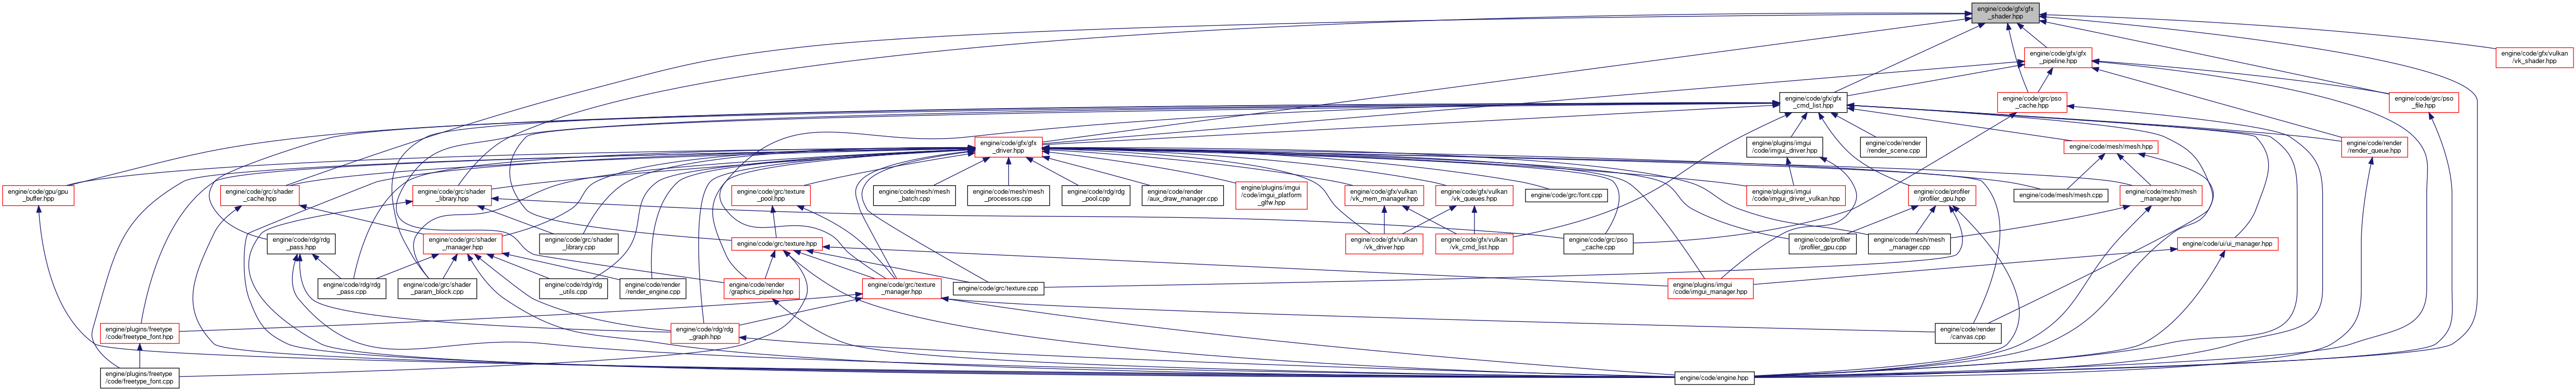 engine/code/gfx/gfx
_shader.hpp
engine/code/gfx/gfx
_pipeline.hpp
engine/code/gfx/vulkan
/vk_shader.hpp
engine/code/gfx/gfx
_cmd_list.hpp
engine/code/grc/pso
_cache.hpp
engine/code/grc/pso
_file.hpp
engine/code/gfx/gfx
_driver.hpp
engine/plugins/imgui
/code/imgui_driver.hpp
engine/code/render
/render_scene.cpp
engine/code/mesh/mesh.hpp
engine/code/render
/render_queue.hpp
engine/code/gpu/gpu
_buffer.hpp
engine/code/grc/shader
_cache.hpp
engine/code/grc/shader
_library.hpp
engine/code/grc/texture
_pool.hpp
engine/code/mesh/mesh
_batch.cpp
engine/code/mesh/mesh
_processors.cpp
engine/code/rdg/rdg
_pool.cpp
engine/code/render
/aux_draw_manager.cpp
engine/plugins/imgui
/code/imgui_platform
_glfw.hpp
engine/code/gfx/vulkan
/vk_mem_manager.hpp
engine/code/gfx/vulkan
/vk_queues.hpp
engine/code/grc/font.cpp
engine/plugins/imgui
/code/imgui_driver_vulkan.hpp
engine/code/profiler
/profiler_gpu.hpp
engine/code/mesh/mesh.cpp
engine/code/mesh/mesh
_manager.hpp
engine/code/rdg/rdg
_pass.hpp
engine/code/grc/shader
_manager.hpp
engine/code/grc/shader
_library.cpp
engine/code/grc/texture.hpp
engine/code/gfx/vulkan
/vk_driver.hpp
engine/code/gfx/vulkan
/vk_cmd_list.hpp
engine/code/grc/pso
_cache.cpp
engine/code/profiler
/profiler_gpu.cpp
engine/code/mesh/mesh
_manager.cpp
engine/code/ui/ui_manager.hpp
engine/code/rdg/rdg
_pass.cpp
engine/code/grc/shader
_param_block.cpp
engine/code/rdg/rdg
_utils.cpp
engine/code/render
/render_engine.cpp
engine/code/render
/graphics_pipeline.hpp
engine/code/grc/texture
_manager.hpp
engine/code/grc/texture.cpp
engine/plugins/imgui
/code/imgui_manager.hpp
engine/plugins/freetype
/code/freetype_font.hpp
engine/code/rdg/rdg
_graph.hpp
engine/code/render
/canvas.cpp
engine/plugins/freetype
/code/freetype_font.cpp
engine/code/engine.hpp